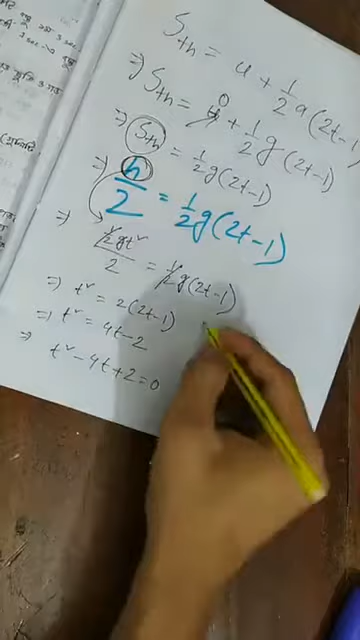 S_th = u + 1/2 a(2t-1)
⇒ S_th = u⁰ + 1/2 g(2t-1)
⇒ S_th = 1/2 g(2t-1)
⇒ h/2 = 1/2 g(2t-1)
⇒ 1/2 gt²/2 = 1/2 g(2t-1)
⇒ t² = 2(2t-1)
⇒ t² = 4t-2
⇒ t² - 4t + 2 = 0